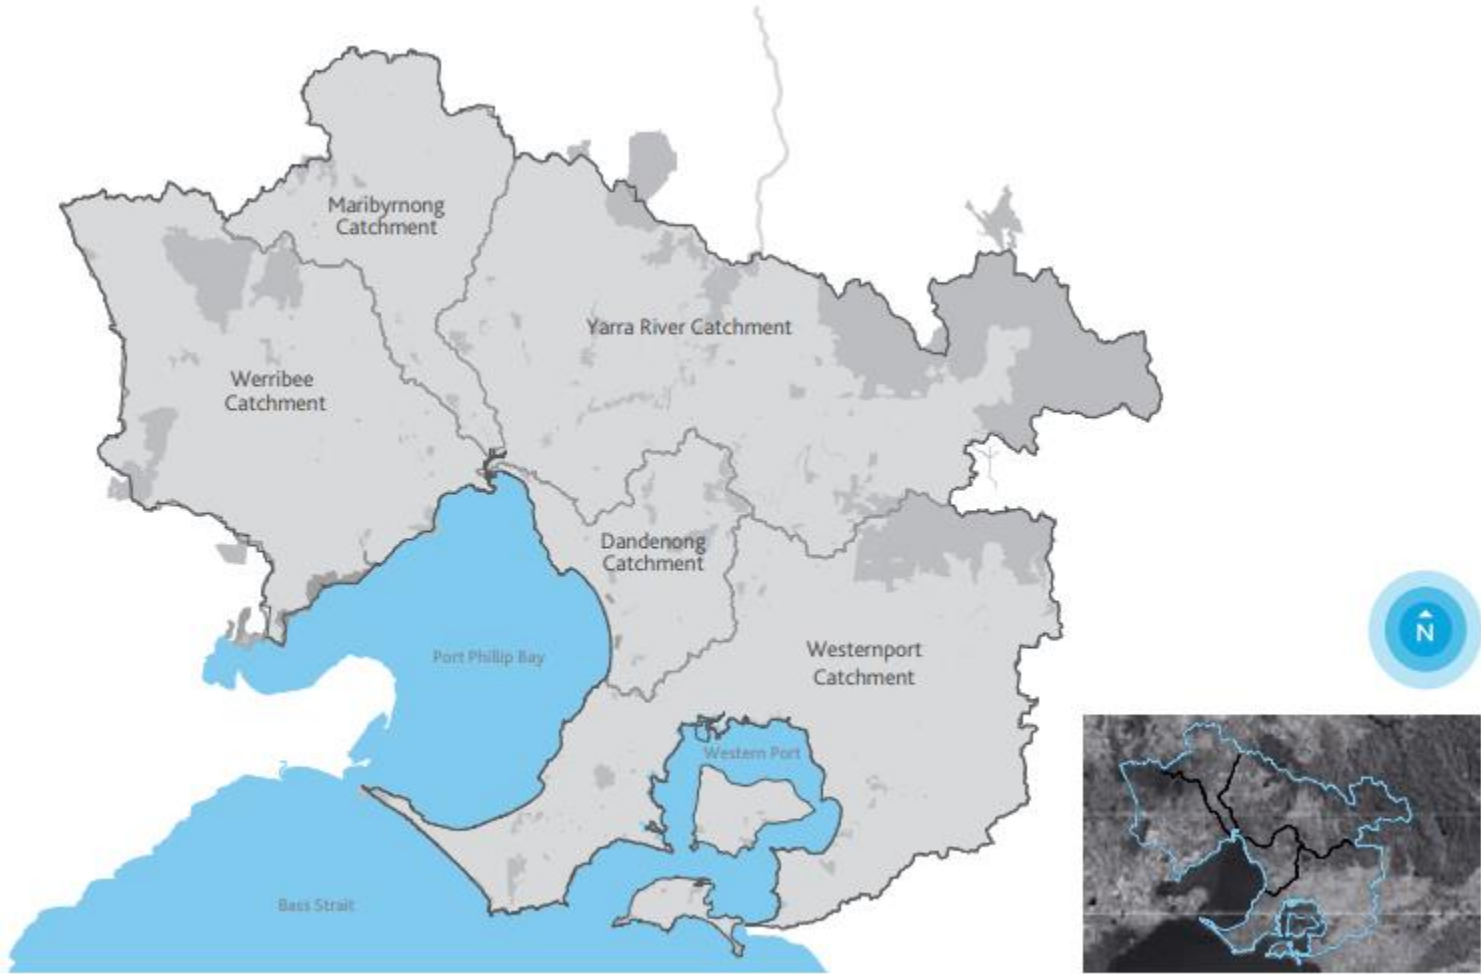 Maribyrnong
Catchment
Yarra River Catchment
Werribee
Catchment
Dandenong
Catchment
Westernport
Catchment
Port Phillip Bay
Western Port
Bass Strait
N